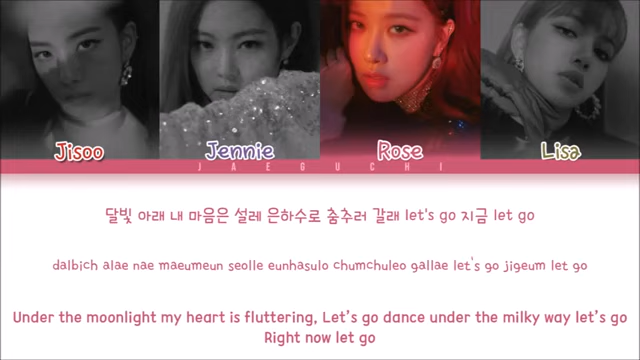 Jisoo Jennie Rose Lisa
JAEGUCHI
달빛 아래 내 마음은 설레 은하수로 춤추러 갈래 let's go 지금 let go
dalbich alae nae maeumeun seolle eunhasulo chumchuleo gallae let's go jigeum let go
Under the moonlight my heart is fluttering, Let's go dance under the milky way let's go
Right now let go